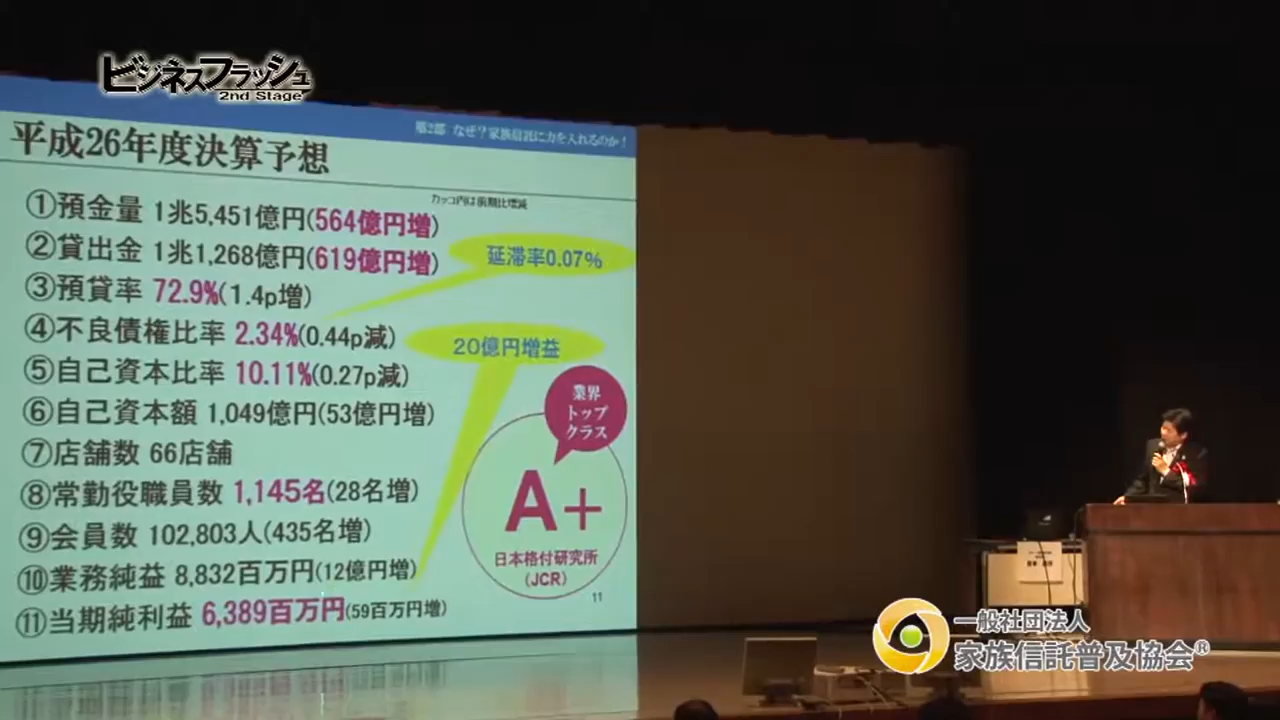 ビジネスフラッシュ
2nd Stage
第2部 なぜ?家族信託に力を入れるのか!
平成26年度決算予想
カッコ内は前期比増減
①預金量 1兆5,451億円(564億円増)
②貸出金 1兆1,268億円(619億円増)
延滞率0.07%
③預貸率 72.9%(1.4p増)
④不良債権比率 2.34%(0.44p減)
20億円増益
⑤自己資本比率 10.11%(0.27p減)
⑥自己資本額 1,049億円(53億円増)
⑦店舗数 66店舗
⑧常勤役職員数 1,145名(28名増)
⑨会員数 102,803人(435名増)
⑩業務純益 8,832百万円(12億円増)
⑪当期純利益 6,389百万円(59百万円増)
業界
トップ
クラス
A+
日本格付研究所
(JCR)
11
一般社団法人
家族信託普及協会®